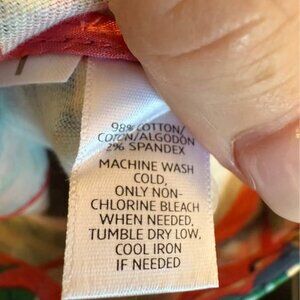 98% COTTON/
COTON/ALGODON
2% SPANDEX
MACHINE WASH
COLD,
ONLY NON-
CHLORINE BLEACH
WHEN NEEDED,
TUMBLE DRY LOW,
COOL IRON
IF NEEDED